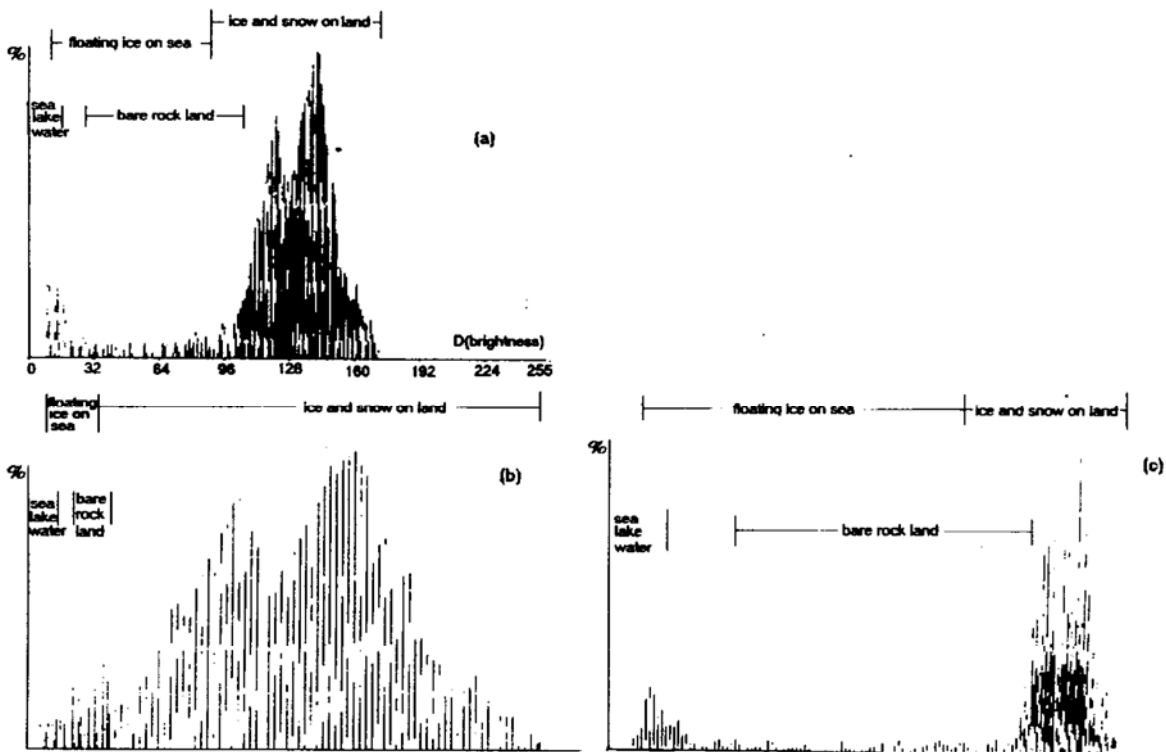 ice and snow on land
floating ice on sea
%
sea
lake
water
bare rock land
(a)
D(brightness)
0 32 64 96 128 160 192 224 255
floating
ice on
sea
ice and snow on land
%
sea
lake
water
bare
rock
land
(b)
floating ice on sea
ice and snow on land
%
sea
lake
water
bare rock land
(c)